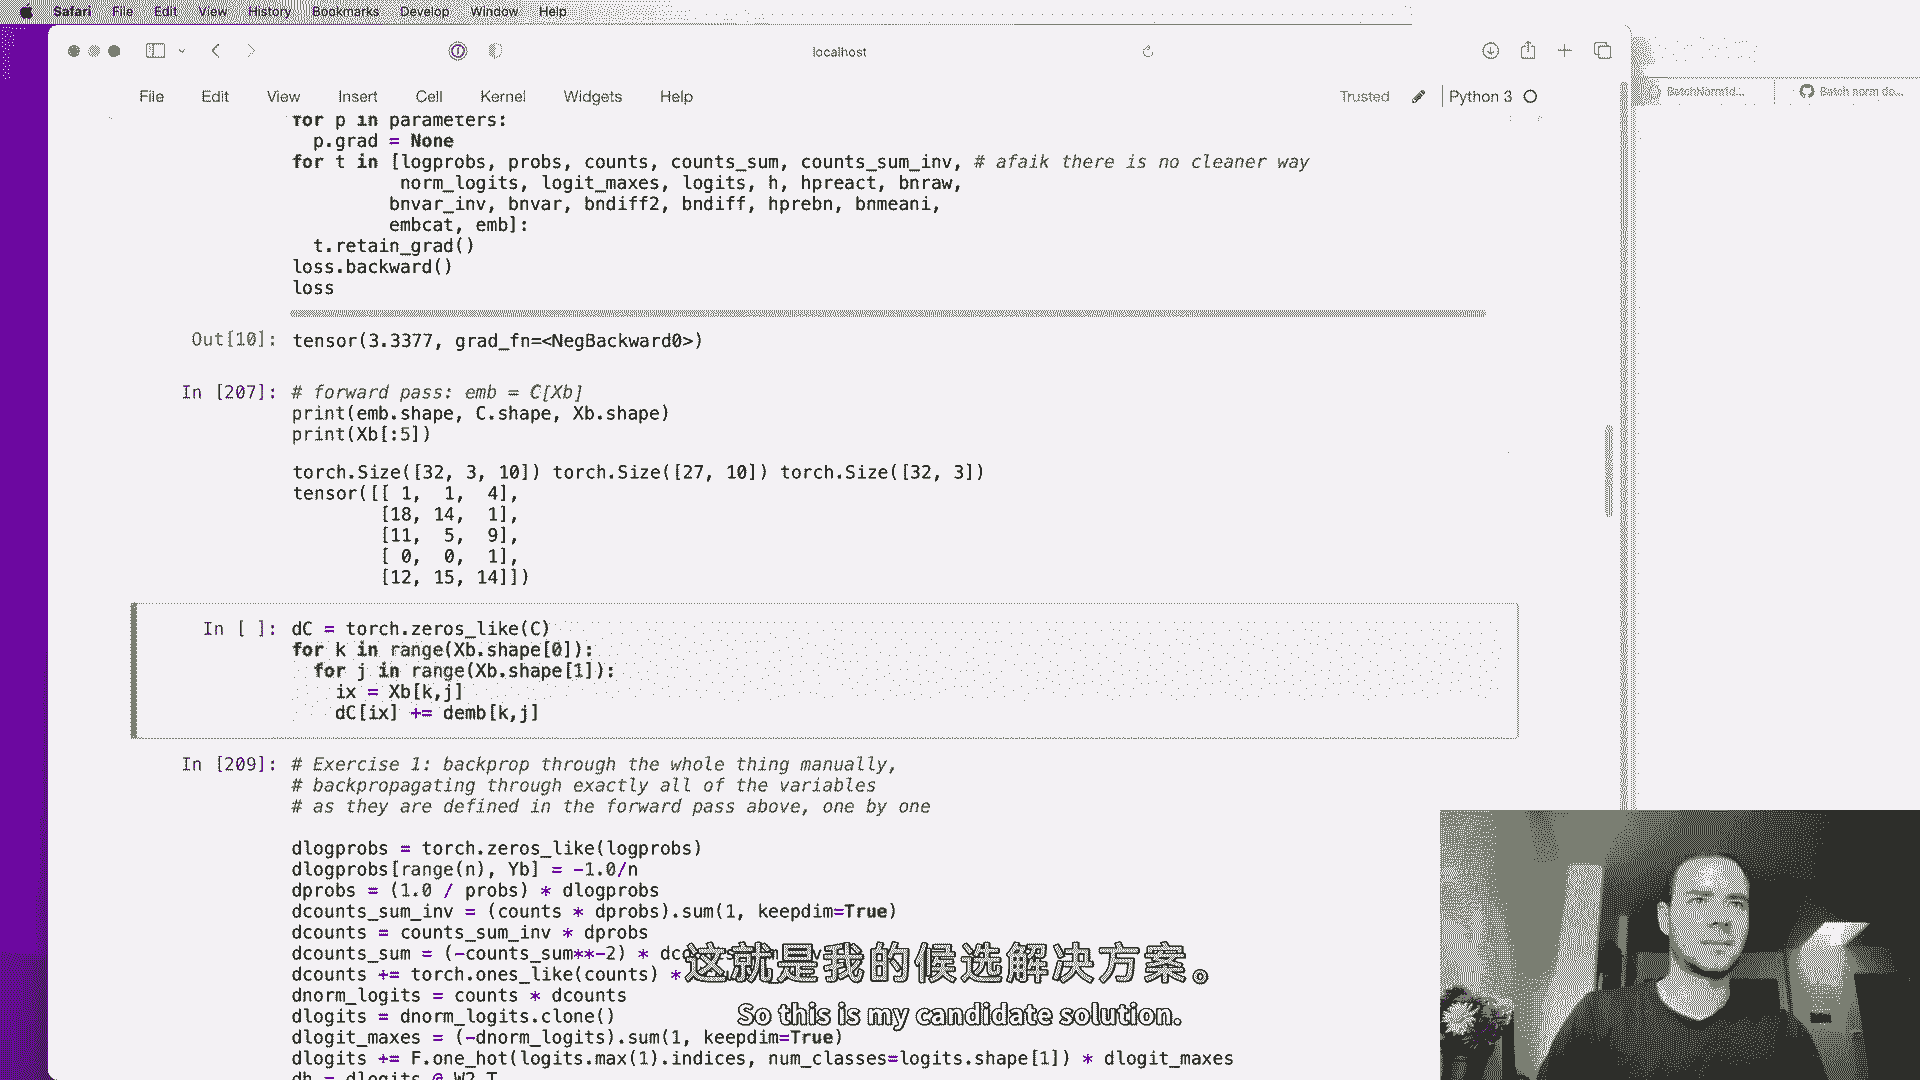 Safari File Edit View History Bookmarks Develop Window Help
localhost
File Edit View Insert Cell Kernel Widgets Help Trusted Python 3
BatchNorm1d... Batch norm do...
for p in parameters:
p.grad = None
for t in [logprobs, probs, counts, counts_sum, counts_sum_inv, # afaik there is no cleaner way
norm_logits, logit_maxes, logits, h, hpreact, bnraw,
bnvar_inv, bnvar, bndiff2, bndiff, hprebn, bnmeani,
embcat, emb]:
t.retain_grad()
loss.backward()
loss
Out[10]: tensor(3.3377, grad_fn=<NegBackward0>)
In [207]: # forward pass: emb = C[Xb]
print(emb.shape, C.shape, Xb.shape)
print(Xb[:5])
torch.Size([32, 3, 10]) torch.Size([27, 10]) torch.Size([32, 3])
tensor([[ 1, 1, 4],
[18, 14, 1],
[11, 5, 9],
[ 0, 0, 1],
[12, 15, 14]])
In [ ]: dC = torch.zeros_like(C)
for k in range(Xb.shape[0]):
for j in range(Xb.shape[1]):
ix = Xb[k,j]
dC[ix] += demb[k,j]
In [209]: # Exercise 1: backprop through the whole thing manually,
# backpropagating through exactly all of the variables
# as they are defined in the forward pass above, one by one
dlogprobs = torch.zeros_like(logprobs)
dlogprobs[range(n), Yb] = -1.0/n
dprobs = (1.0 / probs) * dlogprobs
dcounts_sum_inv = (counts * dprobs).sum(1, keepdim=True)
dcounts = counts_sum_inv * dprobs
dcounts_sum = (-counts_sum**-2) *
dcounts += torch.ones_like(counts) *
dnorm_logits = counts * dcounts
dlogits = dnorm_logits.clone()
dlogit_maxes = (-dnorm_logits).sum(1, keepdim=True)
dlogits += F.one_hot(logits.max(1).indices, num_classes=logits.shape[1]) * dlogit_maxes
dh = dlogits @ W2.T
这就是我的候选解决方案。
So this is my candidate solution.